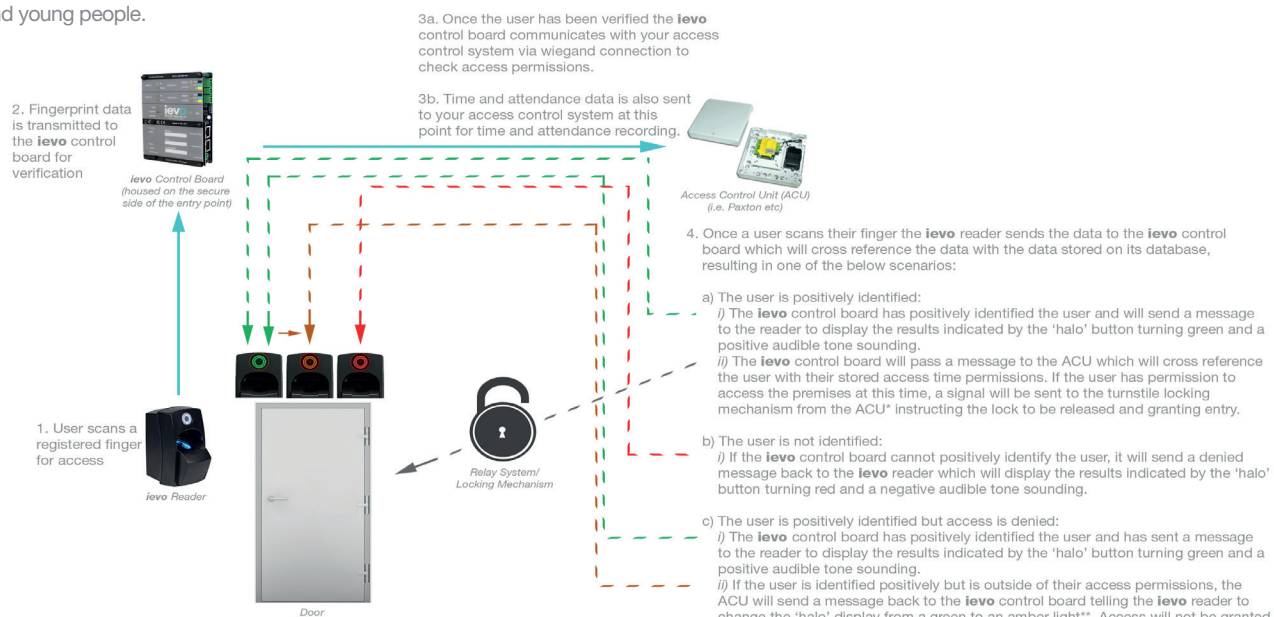 nd young people.
3a. Once the user has been verified the ievo
control board communicates with your access
control system via wiegand connection to
check access permissions.
3b. Time and attendance data is also sent
to your access control system at this
point for time and attendance recording.
2. Fingerprint data
is transmitted to
the ievo control
board for
verification
ievo
ievo Control Board
(housed on the secure
side of the entry point)
Access Control Unit (ACU)
(i.e. Paxton etc)
1. User scans a
registered finger
for access
ievo Reader
Relay System/
Locking Mechanism
Door
4. Once a user scans their finger the ievo reader sends the data to the ievo control
board which will cross reference the data with the data stored on its database,
resulting in one of the below scenarios:
a) The user is positively identified:
i) The ievo control board has positively identified the user and will send a message
to the reader to display the results indicated by the ‘halo’ button turning green and a
positive audible tone sounding.
ii) The ievo control board will pass a message to the ACU which will cross reference
the user with their stored access time permissions. If the user has permission to
access the premises at this time, a signal will be sent to the turnstile locking
mechanism from the ACU* instructing the lock to be released and granting entry.
b) The user is not identified:
i) If the ievo control board cannot positively identify the user, it will send a denied
message back to the ievo reader which will display the results indicated by the ‘halo’
button turning red and a negative audible tone sounding.
c) The user is positively identified but access is denied:
i) The ievo control board has positively identified the user and has sent a message
to the reader to display the results indicated by the ‘halo’ button turning green and a
positive audible tone sounding.
ii) If the user is identified positively but is outside of their access permissions, the
ACU will send a message back to the ievo control board telling the ievo reader to
change the ‘halo’ display from a green to an amber light**. Access will not be granted